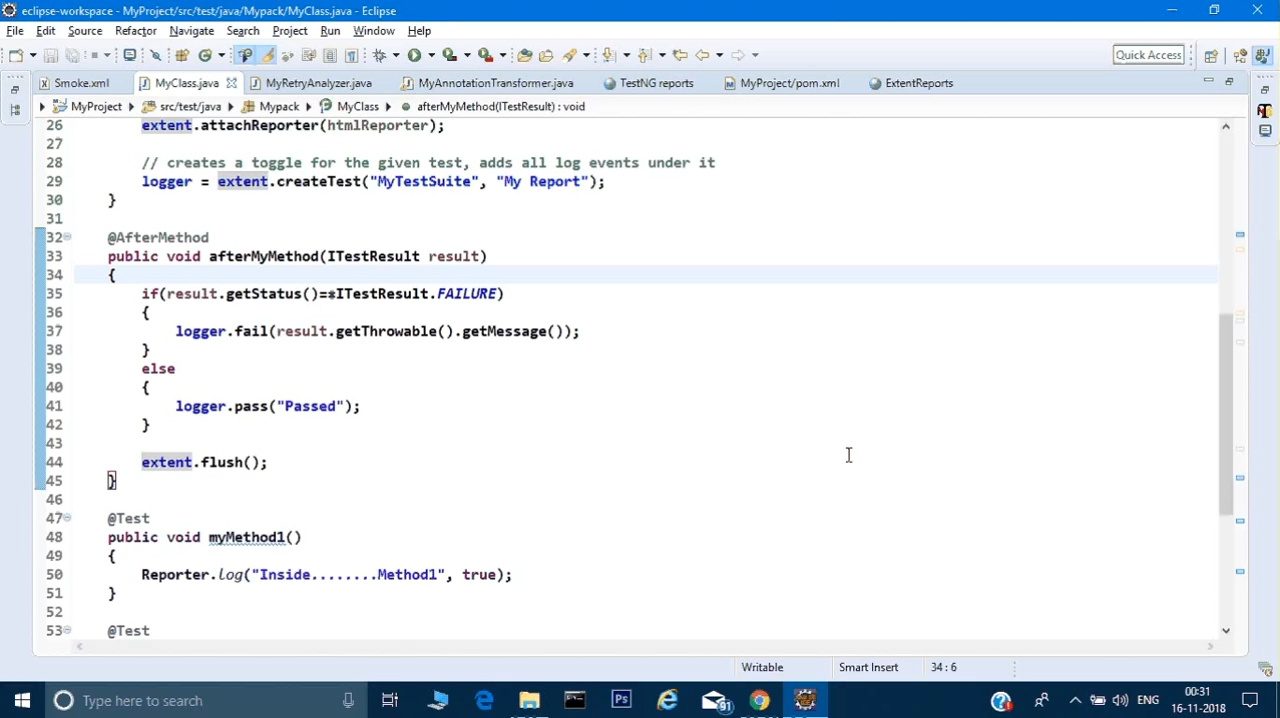 eclipse-workspace - MyProject/src/test/java/Mypack/MyClass.java - Eclipse
File Edit Source Refactor Navigate Search Project Run Window Help
Quick Access
Smoke.xml MyClass.java MyRetryAnalyzer.java MyAnnotationTransformer.java TestNG reports MyProject/pom.xml ExtentReports
MyProject src/test/java Mypack MyClass afterMyMethod(ITestResult) : void
26 extent.attachReporter(htmlReporter);
27
28 // creates a toggle for the given test, adds all log events under it
29 logger = extent.createTest("MyTestSuite", "My Report");
30 }
31
32 @AfterMethod
33 public void afterMyMethod(ITestResult result)
34 {
35 if(result.getStatus()==ITestResult.FAILURE)
36 {
37 logger.fail(result.getThrowable().getMessage());
38 }
39 else
40 {
41 logger.pass("Passed");
42 }
43
44 extent.flush();
45 }
46
47 @Test
48 public void myMethod1()
49 {
50 Reporter.log("Inside........Method1", true);
51 }
52
53 @Test
Writable Smart Insert 34 : 6
Type here to search
Ps
91
ENG
00:31
16-11-2018